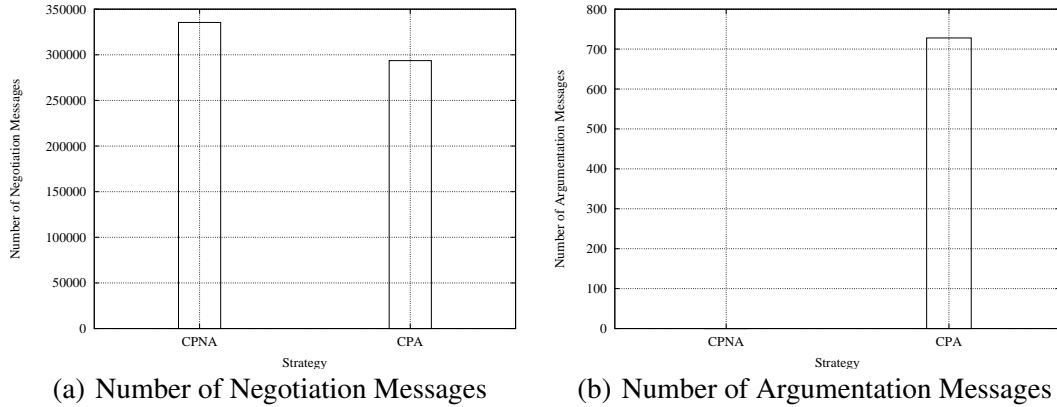 350000
300000
250000
200000
150000
100000
50000
0
Number of Negotiation Messages
CPNA
CPA
Strategy
(a) Number of Negotiation Messages
800
700
600
500
400
300
200
100
0
Number of Argumentation Messages
CPNA
CPA
Strategy
(b) Number of Argumentation Messages